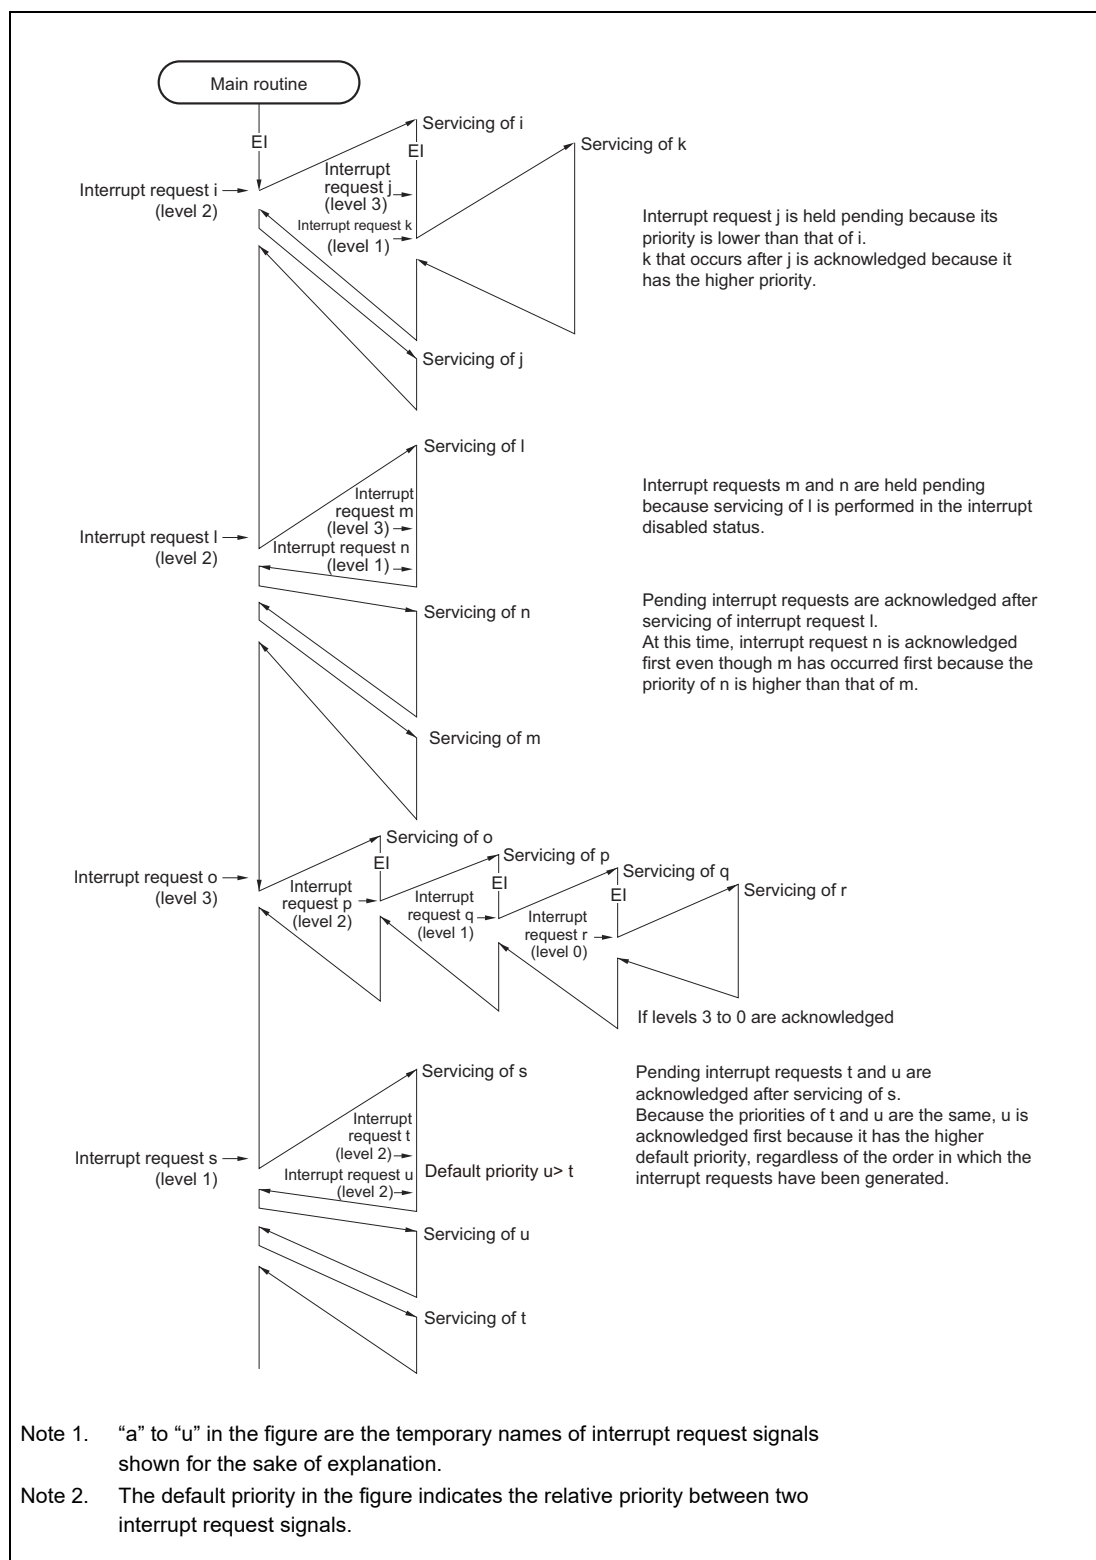 Main routine
EI
Servicing of i
EI
Servicing of k
Interrupt request i
(level 2)
Interrupt
request j
(level 3)
Interrupt request k
(level 1)
Interrupt request j is held pending because its
priority is lower than that of i.
k that occurs after j is acknowledged because it
has the higher priority.
Servicing of j
Servicing of l
Interrupt request l
(level 2)
Interrupt
request m
(level 3)
Interrupt request n
(level 1)
Interrupt requests m and n are held pending
because servicing of l is performed in the interrupt
disabled status.
Servicing of n
Pending interrupt requests are acknowledged after
servicing of interrupt request l.
At this time, interrupt request n is acknowledged
first even though m has occurred first because the
priority of n is higher than that of m.
Servicing of m
Interrupt request o
(level 3)
Servicing of o
EI
Interrupt
request p
(level 2)
Servicing of p
EI
Interrupt
request q
(level 1)
Servicing of q
EI
Interrupt
request r
(level 0)
Servicing of r
If levels 3 to 0 are acknowledged
Servicing of s
Interrupt request s
(level 1)
Interrupt
request t
(level 2)
Interrupt request u
(level 2)
Default priority u> t
Pending interrupt requests t and u are
acknowledged after servicing of s.
Because the priorities of t and u are the same, u is
acknowledged first because it has the higher
default priority, regardless of the order in which the
interrupt requests have been generated.
Servicing of u
Servicing of t
Note 1. “a” to “u” in the figure are the temporary names of interrupt request signals
shown for the sake of explanation.
Note 2. The default priority in the figure indicates the relative priority between two
interrupt request signals.